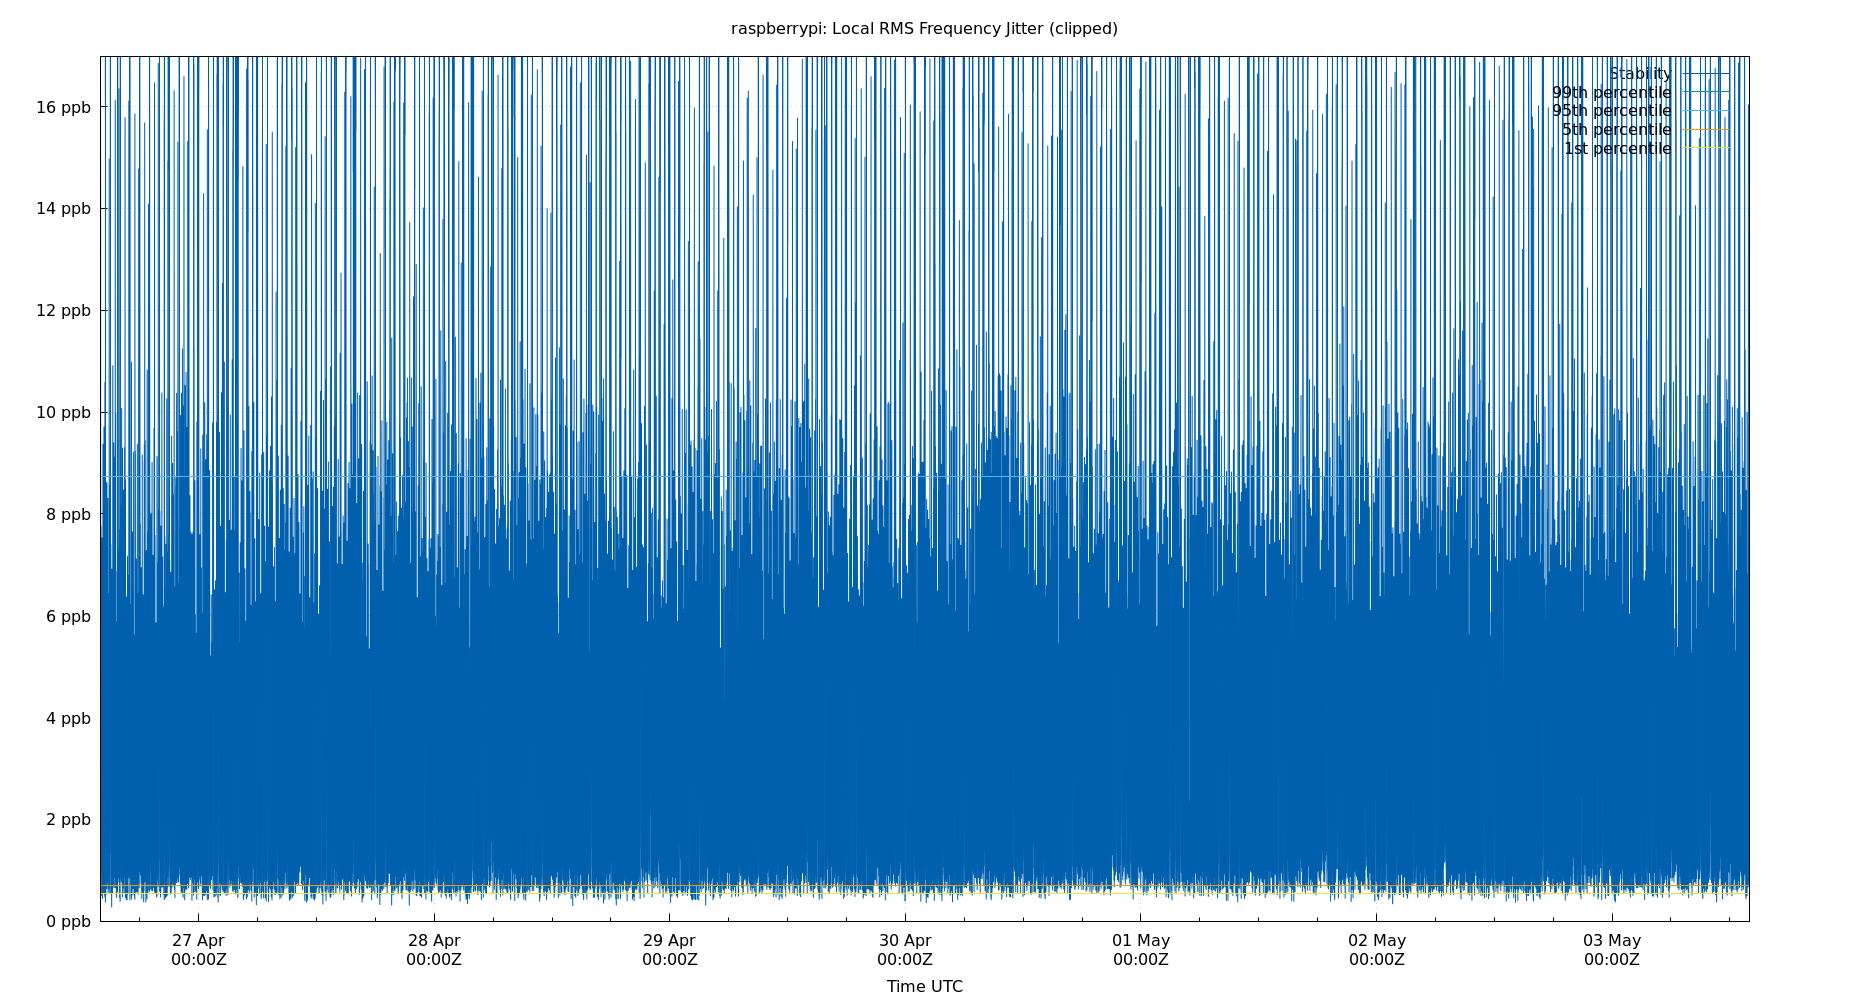 raspberrypi: Local RMS Frequency Jitter (clipped)
Stability
99th percentile
95th percentile
5th percentile
1st percentile
16 ppb
14 ppb
12 ppb
10 ppb
8 ppb
6 ppb
4 ppb
2 ppb
0 ppb
27 Apr 28 Apr 29 Apr 30 Apr 01 May 02 May 03 May
00:00Z 00:00Z 00:00Z 00:00Z 00:00Z 00:00Z 00:00Z
Time UTC